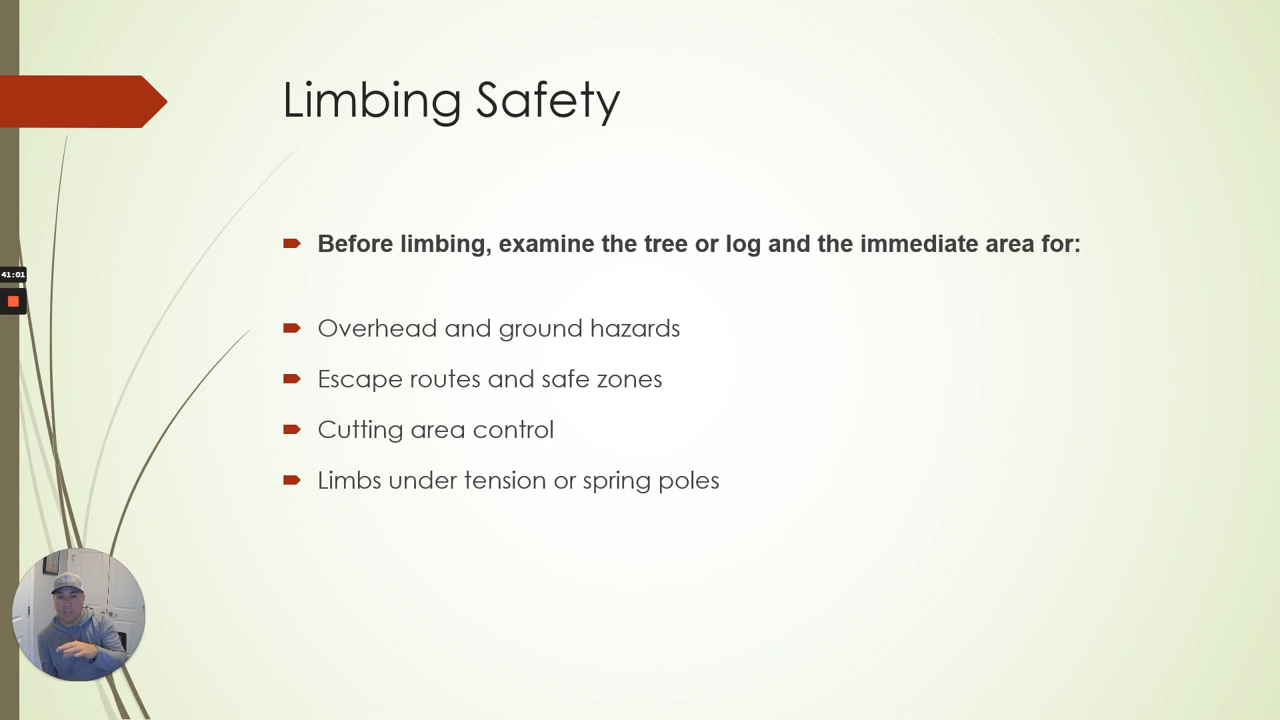 Limbing Safety
Before limbing, examine the tree or log and the immediate area for:
Overhead and ground hazards
Escape routes and safe zones
Cutting area control
Limbs under tension or spring poles
41:01